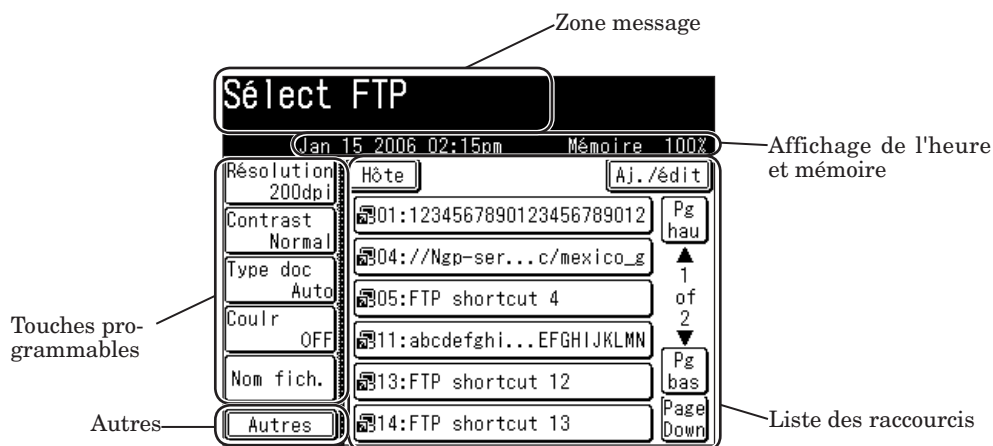 Zone message
Sélect FTP
Jan 15 2006 02:15pm Mémoire 100%
Affichage de l'heure
et mémoire
Résolution
200dpi
Contrast
Normal
Type doc
Auto
Coulr
OFF
Nom fich.
Autres
Touches pro-
grammables
Autres
Hôte
Aj./édit
01:1234567890123456789012
04://Ngp-ser...c/mexico_g
05:FTP shortcut 4
11:abcdefghi...EFGHIJKLMN
13:FTP shortcut 12
14:FTP shortcut 13
Pg
hau
1
of
2
Pg
bas
Page
Down
Liste des raccourcis